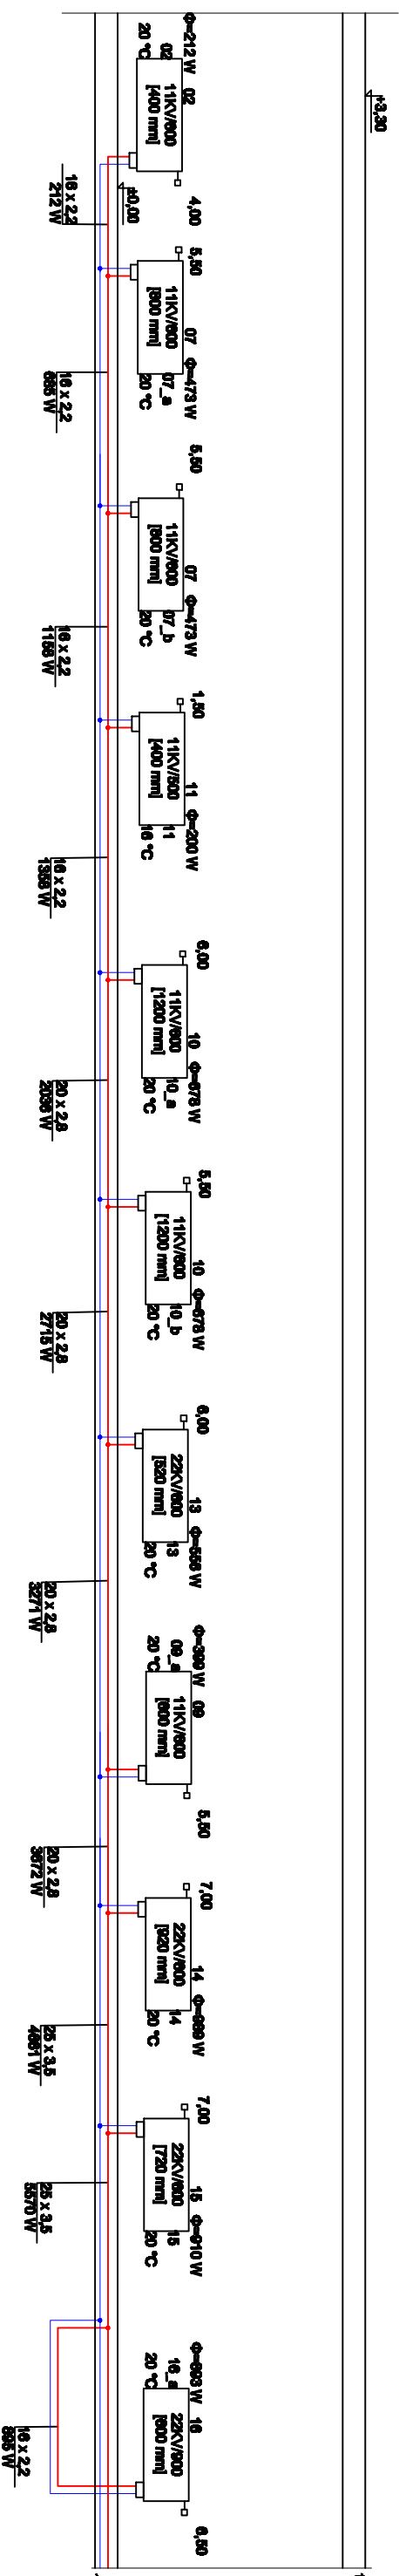 +3,30
±0,00
Φ=212 W
02
02
20 °C
11KV/600
[400 mm]
4,00
16 x 2,2
212 W
5,50
07
Φ=473 W
11KV/600
[800 mm]
07_a
20 °C
16 x 2,2
685 W
5,50
07
Φ=473 W
11KV/600
[800 mm]
07_b
20 °C
16 x 2,2
1158 W
1,50
11
Φ=200 W
11KV/500
[400 mm]
11
16 °C
16 x 2,2
1358 W
6,00
10
Φ=678 W
11KV/600
[1200 mm]
10_a
20 °C
20 x 2,8
2036 W
5,50
10
Φ=678 W
11KV/600
[1200 mm]
10_b
20 °C
20 x 2,8
2715 W
6,00
13
Φ=556 W
22KV/600
[520 mm]
13
20 °C
20 x 2,8
3271 W
Φ=399 W
09
09_a
20 °C
11KV/600
[600 mm]
5,50
20 x 2,8
3672 W
7,00
14
Φ=989 W
22KV/600
[920 mm]
14
20 °C
25 x 3,5
4661 W
7,00
15
Φ=910 W
22KV/600
[720 mm]
15
20 °C
25 x 3,5
5570 W
Φ=893 W
16
16_a
20 °C
22KV/900
[600 mm]
6,50
16 x 2,2
895 W